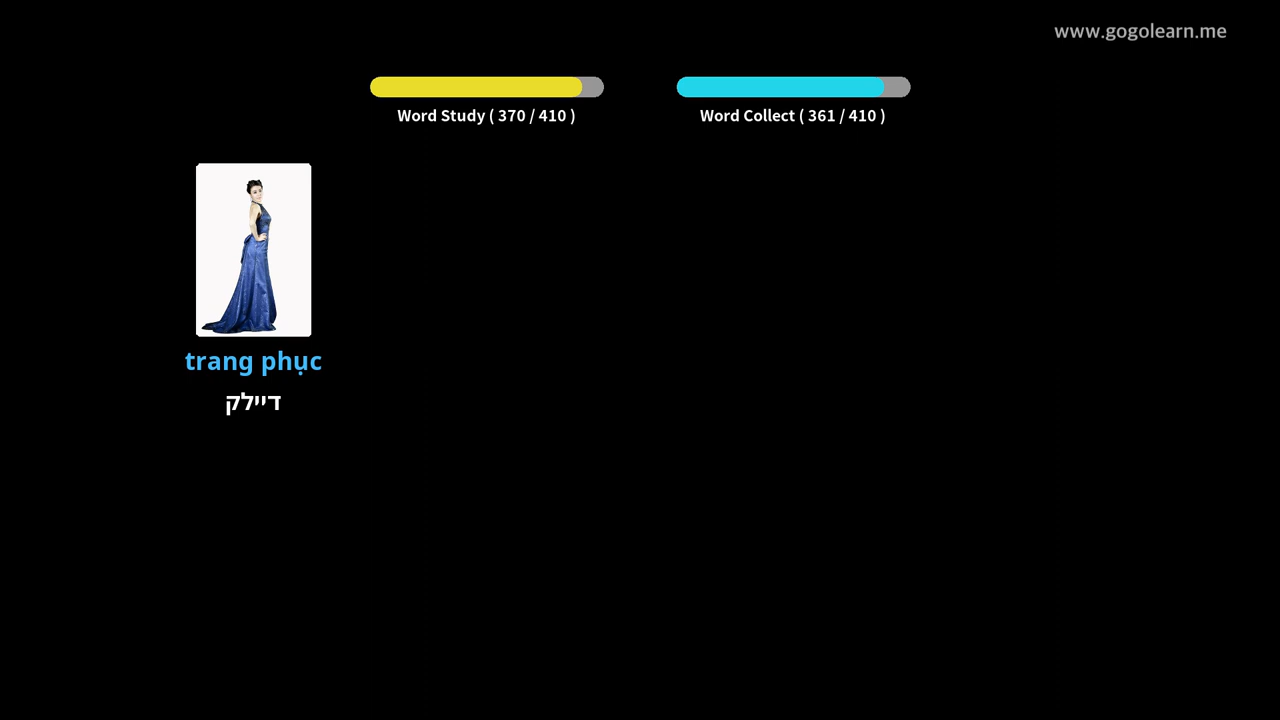 www.gogolearn.me
Word Study ( 370 / 410 )
Word Collect ( 361 / 410 )
trang phục
דיילק